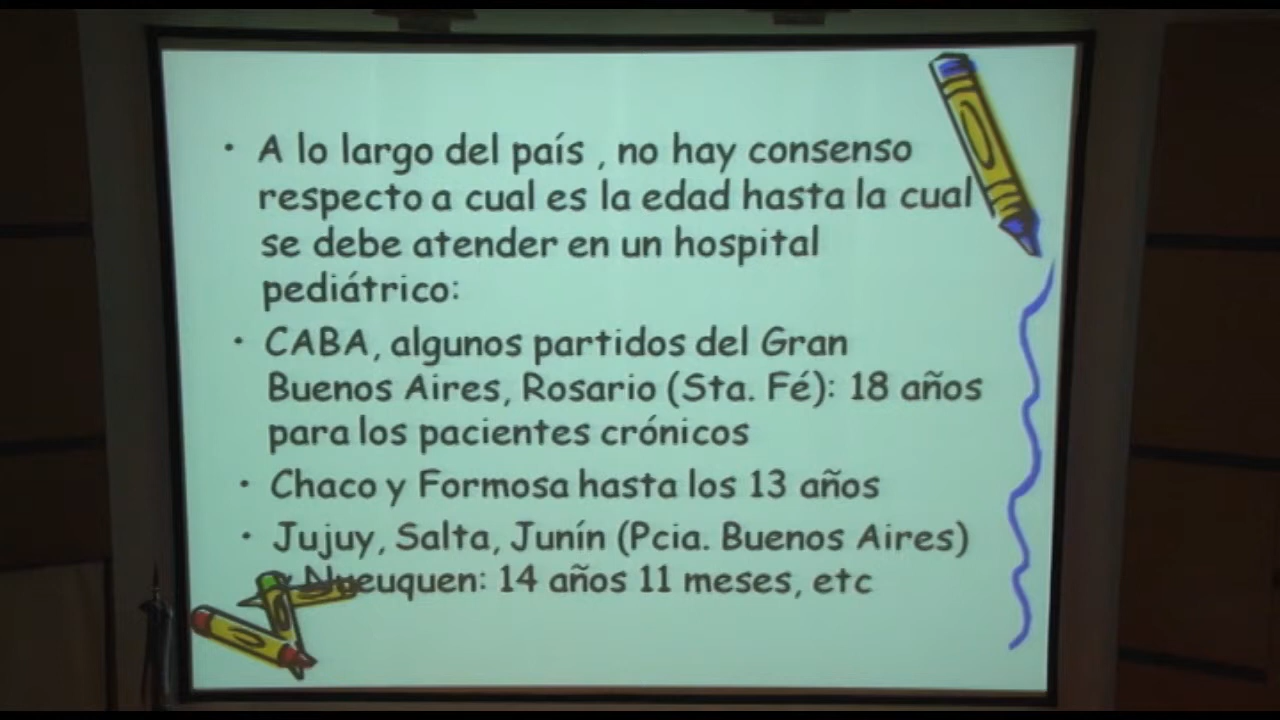 · A lo largo del país , no hay consenso
respecto a cual es la edad hasta la cual
se debe atender en un hospital
pediátrico:
· CABA, algunos partidos del Gran
Buenos Aires, Rosario (Sta. Fé): 18 años
para los pacientes crónicos
· Chaco y Formosa hasta los 13 años
· Jujuy, Salta, Junín (Pcia. Buenos Aires)
y Nueuquen: 14 años 11 meses, etc